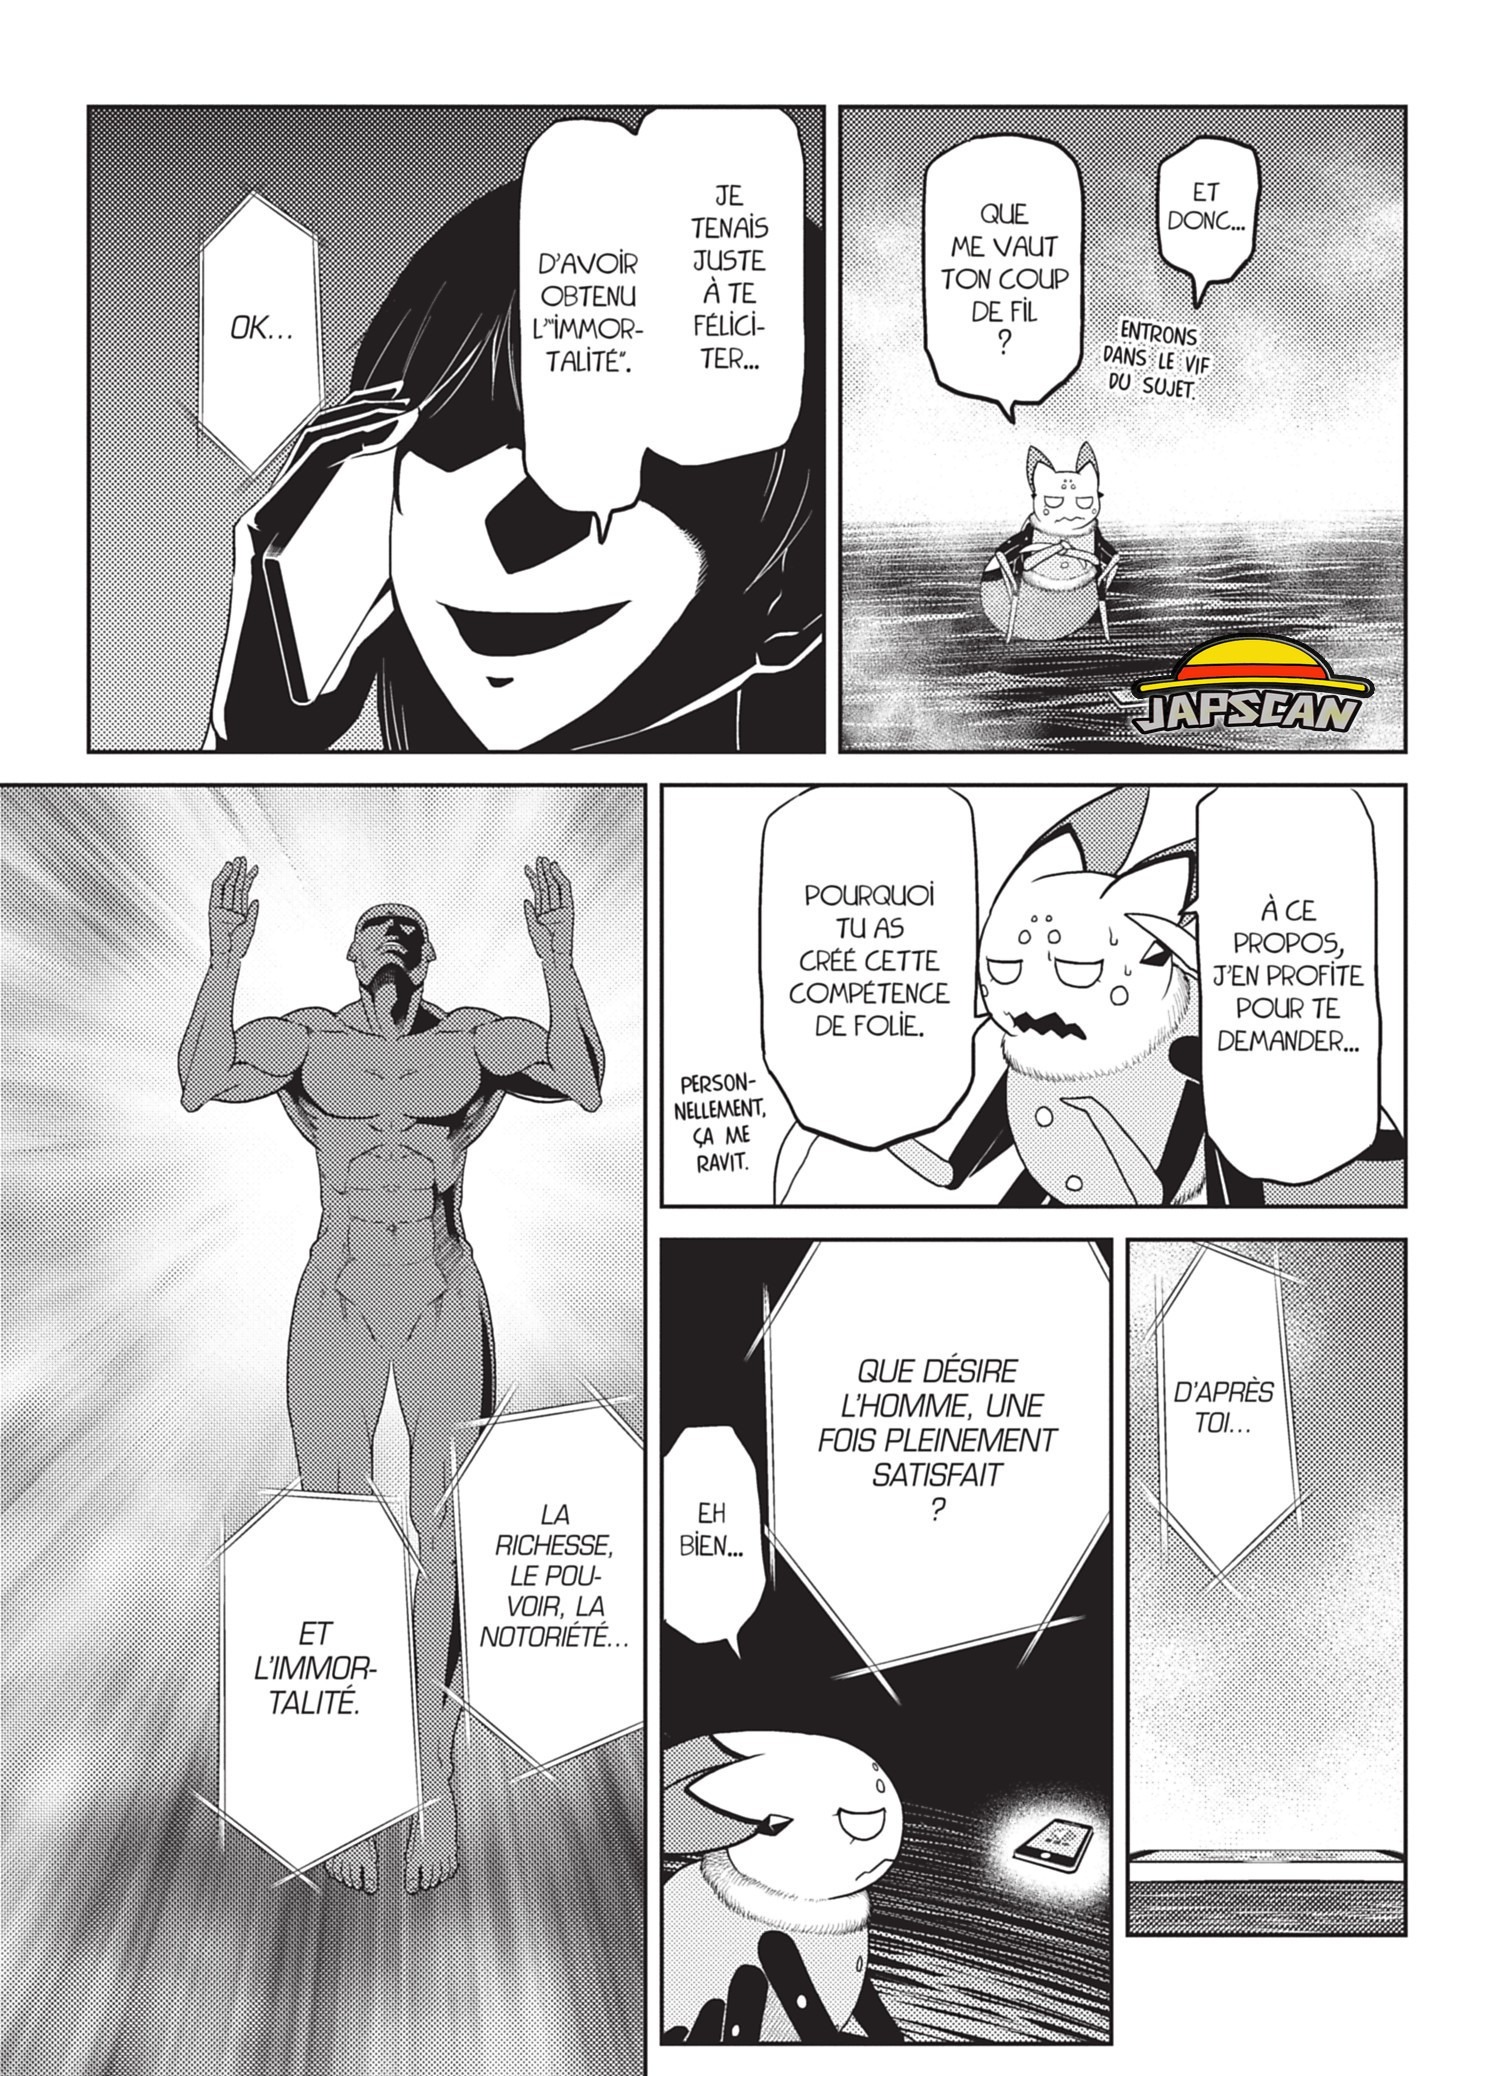 ET
DONC...
ENTRONS
DANS LE VIF
DU SUJET.
QUE
ME VAUT
TON COUP
DE FIL
?
JAPSCAN
JE
TENAIS
JUSTE
À TE
FÉLICI-
TER...
D'AVOIR
OBTENU
L'"IMMOR-
TALITÉ".
OK...
À CE
PROPOS,
J'EN PROFITE
POUR TE
DEMANDER...
POURQUOI
TU AS
CRÉÉ CETTE
COMPÉTENCE
DE FOLIE.
PERSON-
NELLEMENT,
ÇA ME
RAVIT.
D'APRÈS
TOI...
QUE DÉSIRE
L'HOMME, UNE
FOIS PLEINEMENT
SATISFAIT
?
EH
BIEN...
LA
RICHESSE,
LE POU-
VOIR, LA
NOTORIÉTÉ...
ET
L'IMMOR-
TALITÉ.